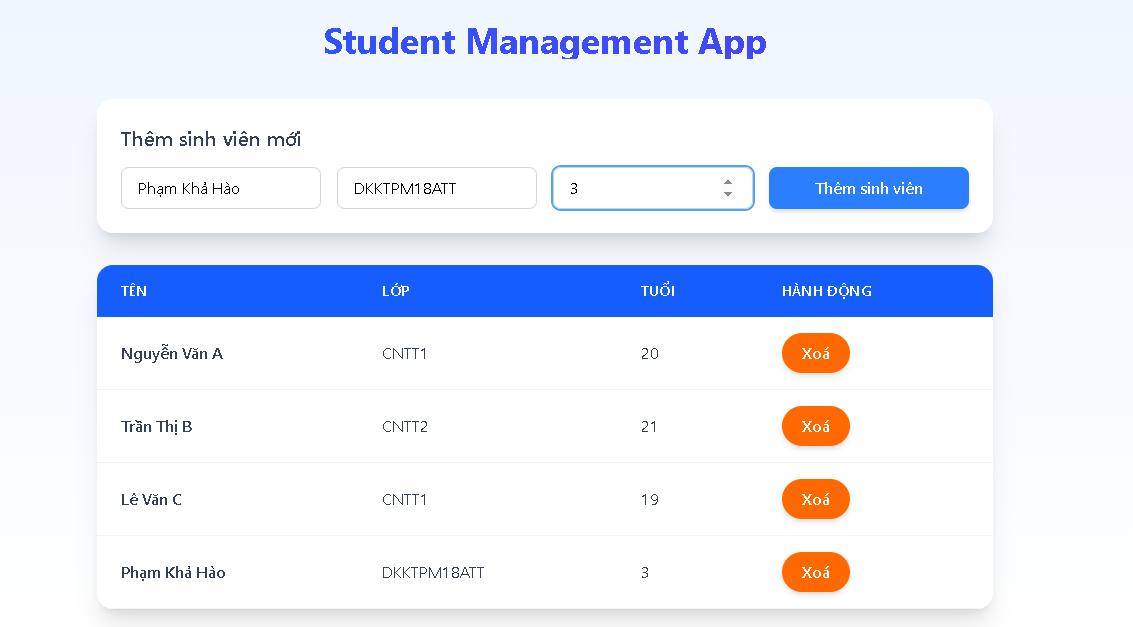 Student Management App
Thêm sinh viên mới
Phạm Khả Hào DKKTPM18ATT 3 Thêm sinh viên
TÊN LỚP TUỔI HÀNH ĐỘNG
Nguyễn Văn A CNTT1 20 Xoá
Trần Thị B CNTT2 21 Xoá
Lê Văn C CNTT1 19 Xoá
Phạm Khả Hào DKKTPM18ATT 3 Xoá